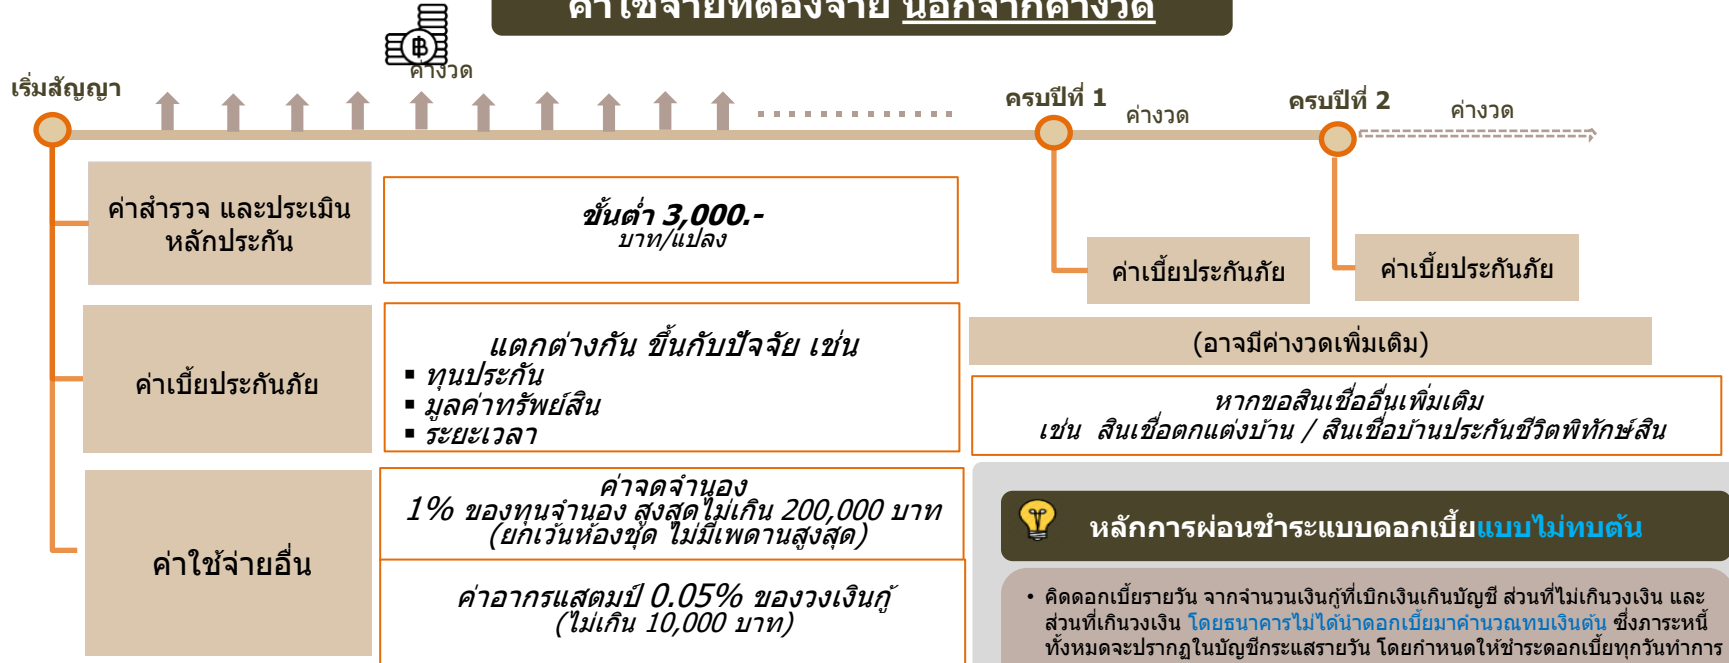 ค่าใช้จ่ายที่ต้องจ่าย นอกจากค่างวด
ค่างวด
เริ่มสัญญา
ครบปีที่ 1
ค่างวด
ครบปีที่ 2
ค่างวด
ค่าสำรวจ และประเมิน
หลักประกัน
ขั้นต่ำ 3,000.-
บาท/แปลง
ค่าเบี้ยประกันภัย
ค่าเบี้ยประกันภัย
ค่าเบี้ยประกันภัย
แตกต่างกัน ขึ้นกับปัจจัย เช่น
▪ ทุนประกัน
▪ มูลค่าทรัพย์สิน
▪ ระยะเวลา
(อาจมีค่างวดเพิ่มเติม)
หากขอสินเชื่ออื่นเพิ่มเติม
เช่น สินเชื่อตกแต่งบ้าน / สินเชื่อบ้านประกันชีวิตพิทักษ์สิน
ค่าใช้จ่ายอื่น
ค่าจดจำนอง
1% ของทุนจำนอง สูงสุดไม่เกิน 200,000 บาท
(ยกเว้นห้องชุด ไม่มีเพดานสูงสุด)
ค่าอากรแสตมป์ 0.05% ของวงเงินกู้
(ไม่เกิน 10,000 บาท)
หลักการผ่อนชำระแบบดอกเบี้ยแบบไม่ทบต้น
• คิดดอกเบี้ยรายวัน จากจำนวนเงินกู้ที่เบิกเงินเกินบัญชี ส่วนที่ไม่เกินวงเงิน และ
ส่วนที่เกินวงเงิน โดยธนาคารไม่ได้นำดอกเบี้ยมาคำนวณทบเงินต้น ซึ่งภาระหนี้
ทั้งหมดจะปรากฏในบัญชีกระแสรายวัน โดยกำหนดให้ชำระดอกเบี้ยทุกวันทำการ